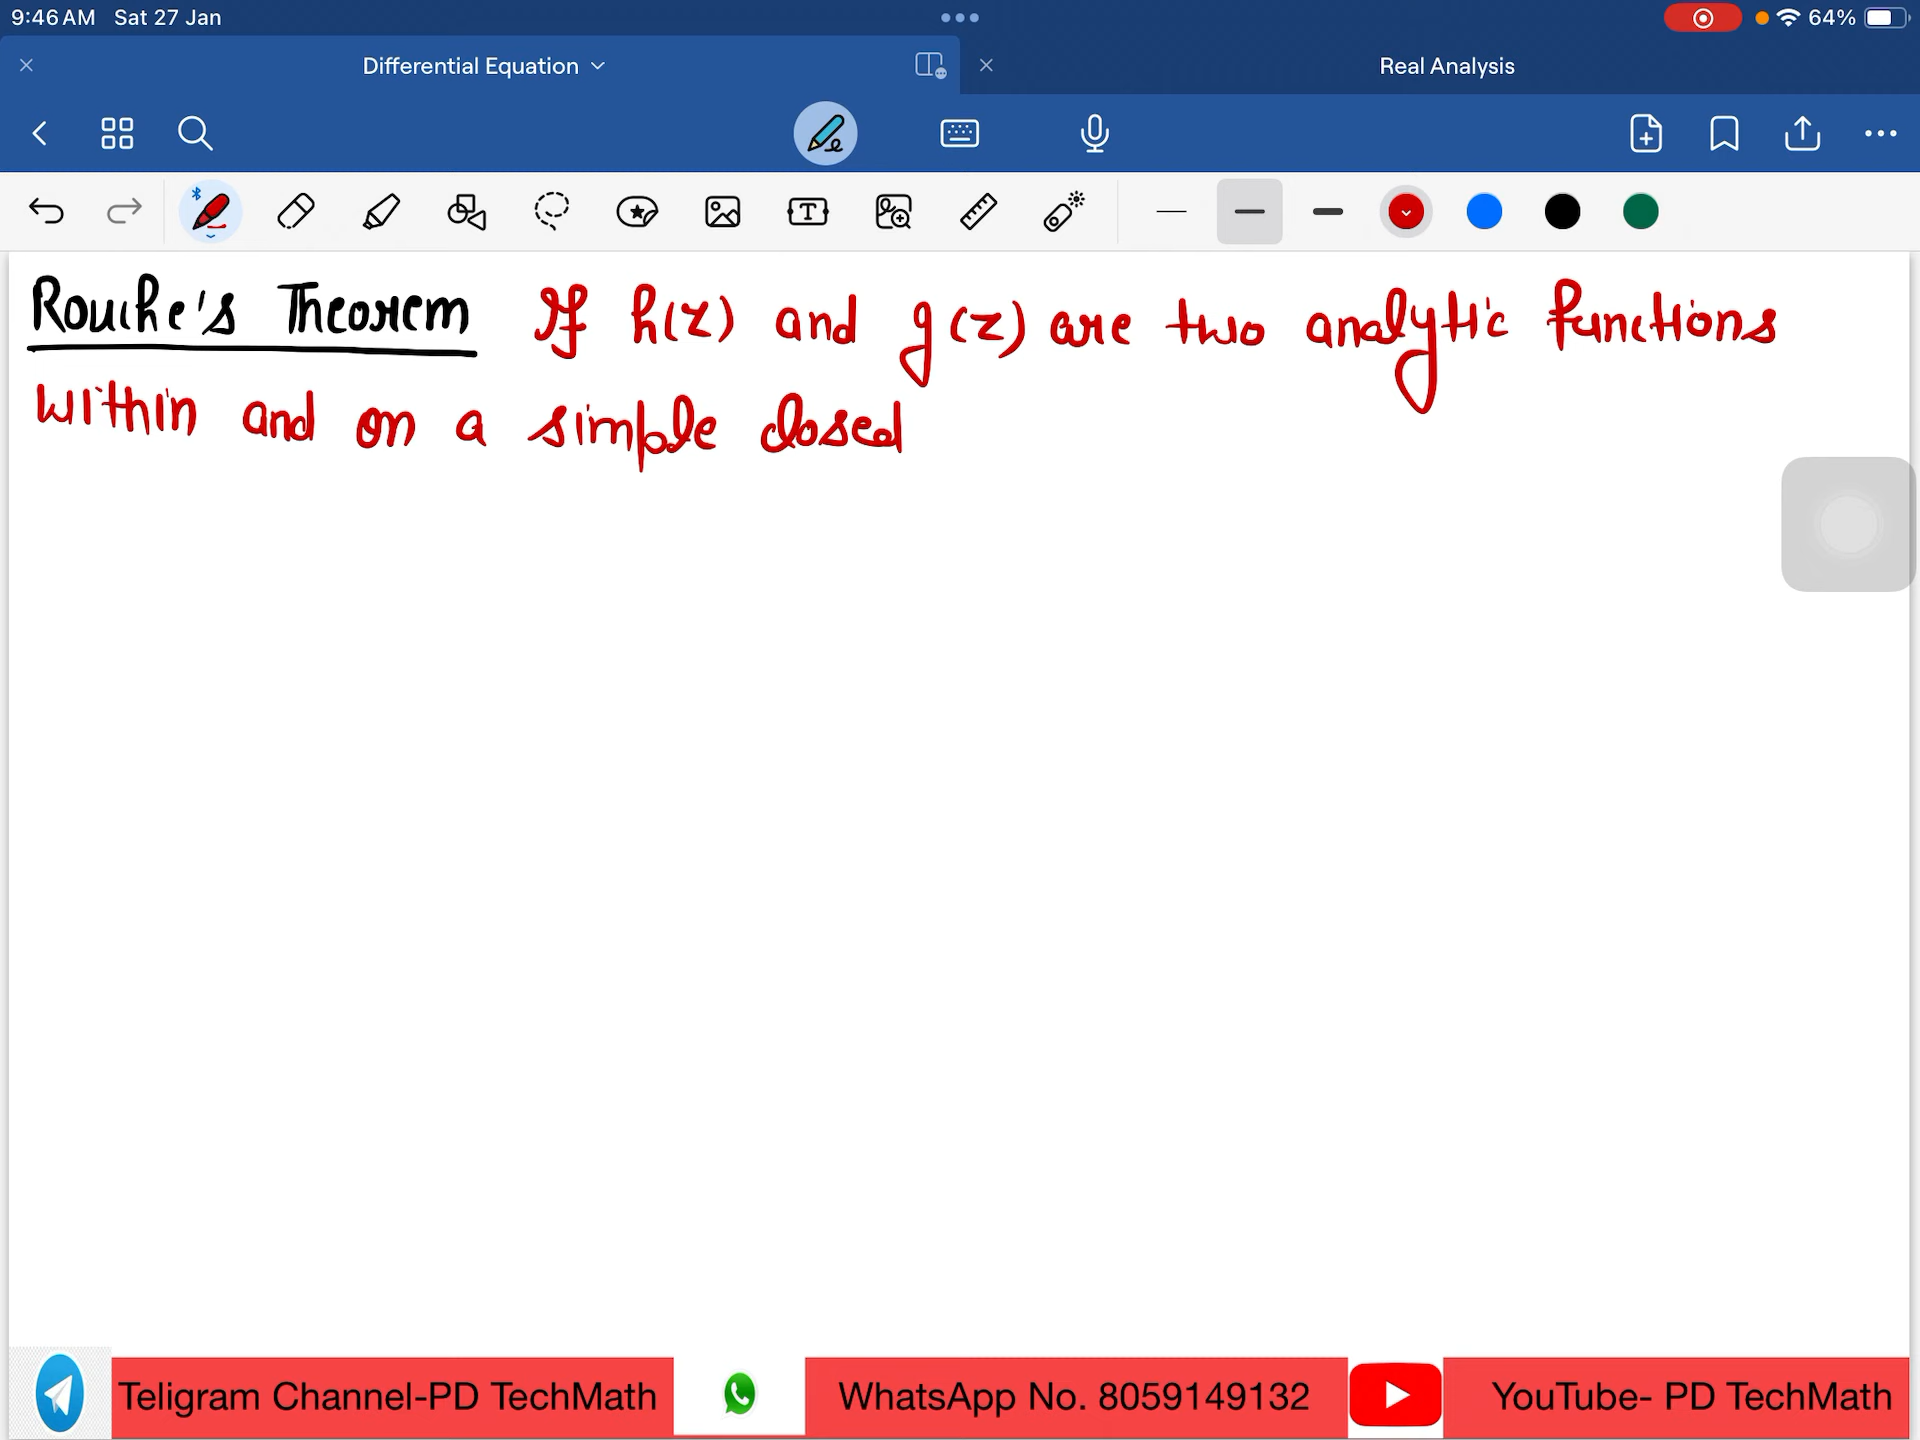 9:46 AM Sat 27 Jan
64%
Differential Equation
Real Analysis
Rouche's Theorem If h(z) and g(z) are two analytic functions
within and on a simple closed
Teligram Channel-PD TechMath
WhatsApp No. 8059149132
YouTube- PD TechMath